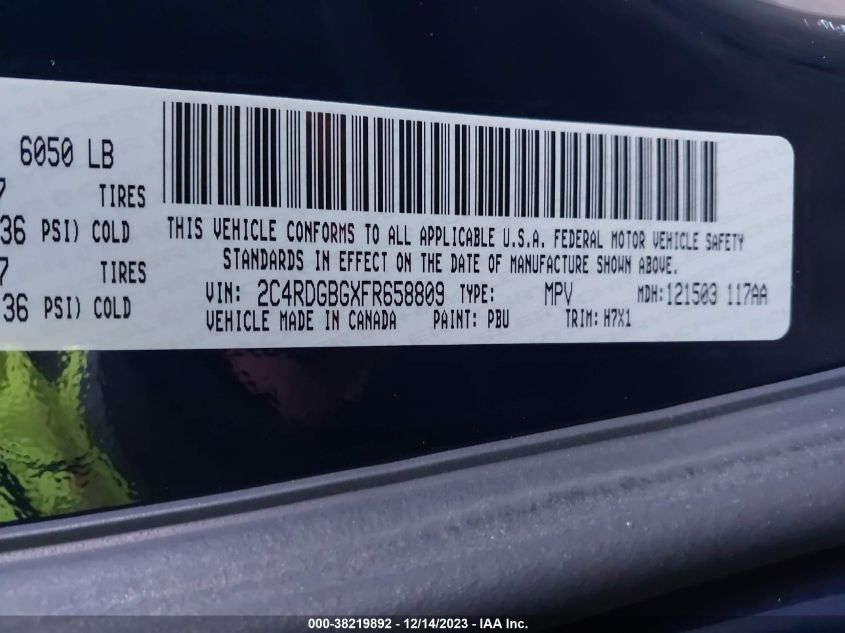 6050 LB
7 TIRES
36 PSI) COLD
7 TIRES
36 PSI) COLD
THIS VEHICLE CONFORMS TO ALL APPLICABLE U.S.A. FEDERAL MOTOR VEHICLE SAFETY
STANDARDS IN EFFECT ON THE DATE OF MANUFACTURE SHOWN ABOVE.
VIN: 2C4RDGBGXFR658809 TYPE: MPV MDH:121503 117AA
VEHICLE MADE IN CANADA PAINT: PBU TRIM: H7X1
000-38219892 - 12/14/2023 - IAA Inc.